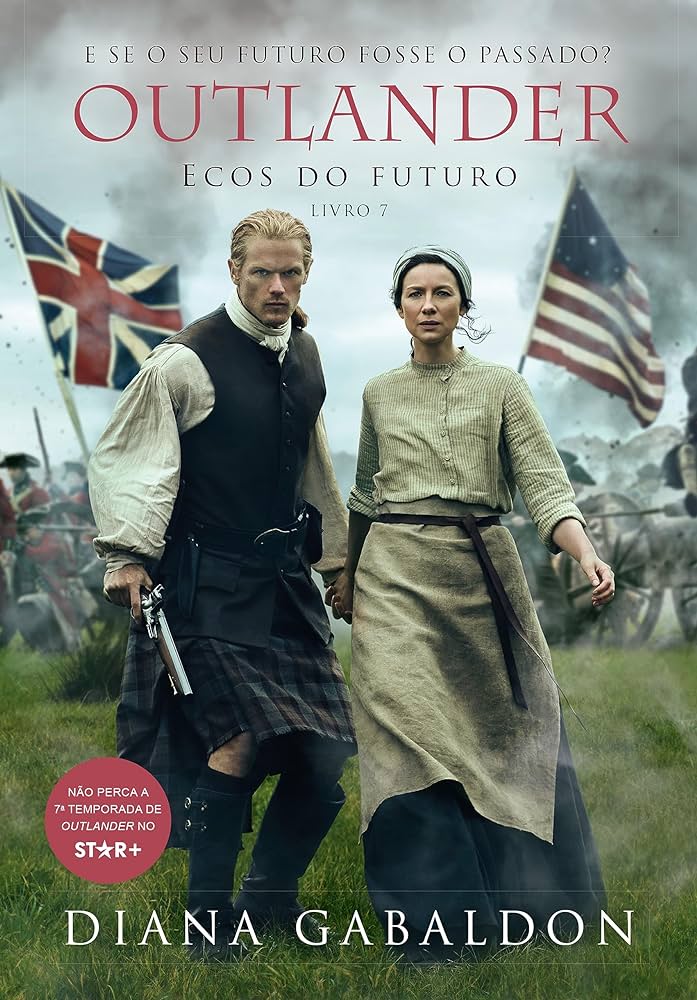 E SE O SEU FUTURO FOSSE O PASSADO?
OUTLANDER
ECOS DO FUTURO
LIVRO 7
NÃO PERCA A
7ª TEMPORADA DE
OUTLANDER NO
ST★R+
DIANA GABALDON